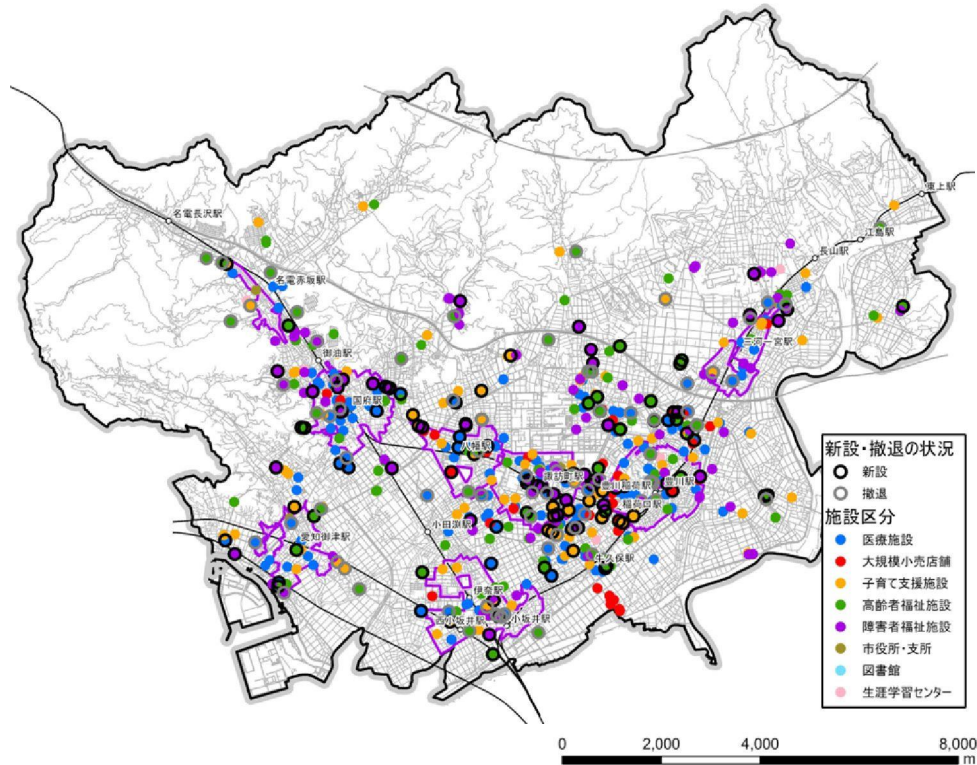 東上駅
名電長沢駅
江島駅
長山駅
名電赤坂駅
三河一宮駅
御油駅
国府駅
八幡駅
諏訪町駅
豊川稲荷駅
豊川駅
稲荷口駅
小田渕駅
愛知御津駅
牛久保駅
伊奈駅
西小坂井駅
小坂井駅
新設・撤退の状況
新設
撤退
施設区分
医療施設
大規模小売店舗
子育て支援施設
高齢者福祉施設
障害者福祉施設
市役所・支所
図書館
生涯学習センター
0 2,000 4,000 8,000
m